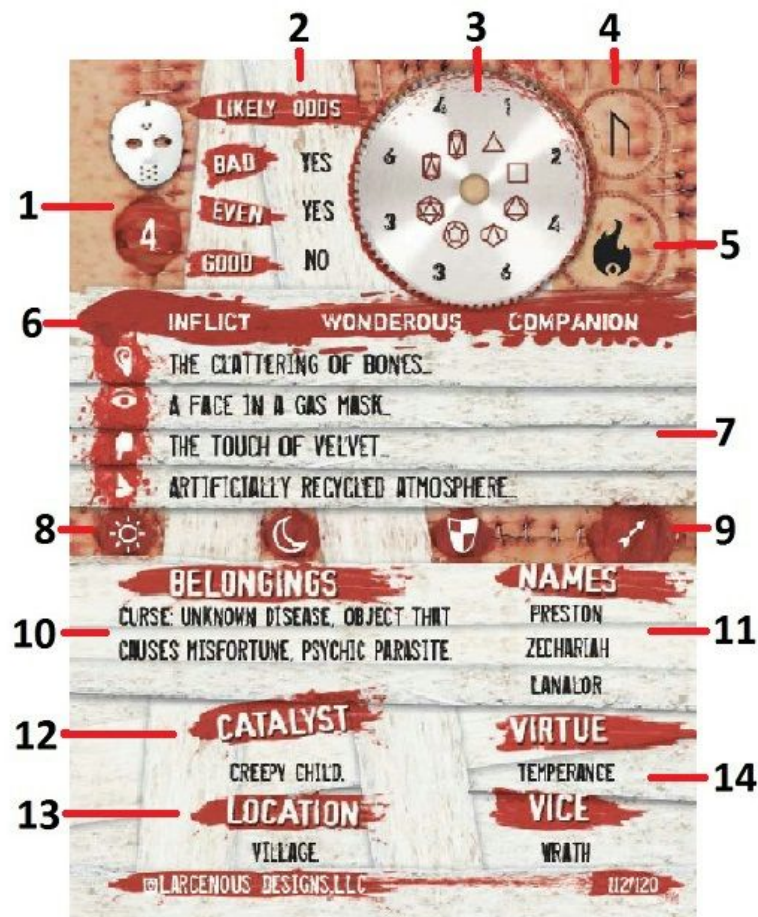 2
3
4
LIKELY ODDS
BAD YES
EVEN YES
GOOD NO
4 1
6 2
3 4
3 6
ᚢ
1
4
5
6
INFLICT WONDEROUS COMPANION
THE CLATTERING OF BONES...
A FACE IN A GAS MASK...
THE TOUCH OF VELVET...
ARTIFICIALLY RECYCLED ATMOSPHERE...
7
8
9
BELONGINGS
CURSE: UNKNOWN DISEASE, OBJECT THAT
CAUSES MISFORTUNE, PSYCHIC PARASITE.
10
NAMES
PRESTON
ZECHARIAH
LANALOR
11
12
CATALYST
CREEPY CHILD.
VIRTUE
TEMPERANCE
14
13
LOCATION
VILLAGE.
VICE
WRATH
LARCENOUS DESIGNS,LLC
112/120